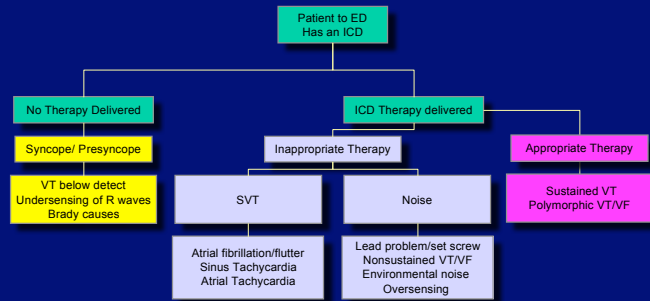 Patient to ED
Has an ICD
No Therapy Delivered
ICD Therapy delivered
Syncope/ Presyncope
Inappropriate Therapy
Appropriate Therapy
VT below detect
Undersensing of R waves
Brady causes
SVT
Noise
Sustained VT
Polymorphic VT/VF
Atrial fibrillation/flutter
Sinus Tachycardia
Atrial Tachycardia
Lead problem/set screw
Nonsustained VT/VF
Environmental noise
Oversensing